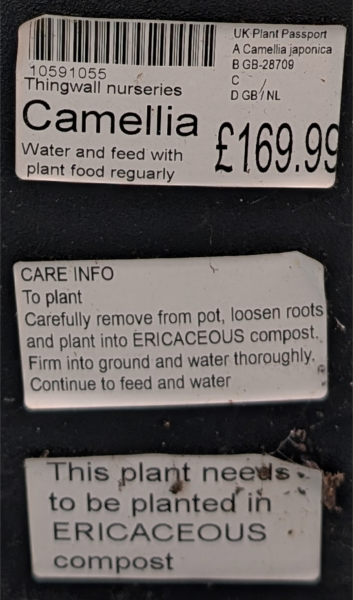 UK Plant Passport
A Camellia japonica
B GB-28709
C
D GB / NL
10591055
Thingwall nurseries
Camellia
£169.99
Water and feed with
plant food reguarly
CARE INFO
To plant
Carefully remove from pot, loosen roots
and plant into ERICACEOUS compost.
Firm into ground and water thoroughly.
Continue to feed and water
This plant needs
to be planted in
ERICACEOUS
compost